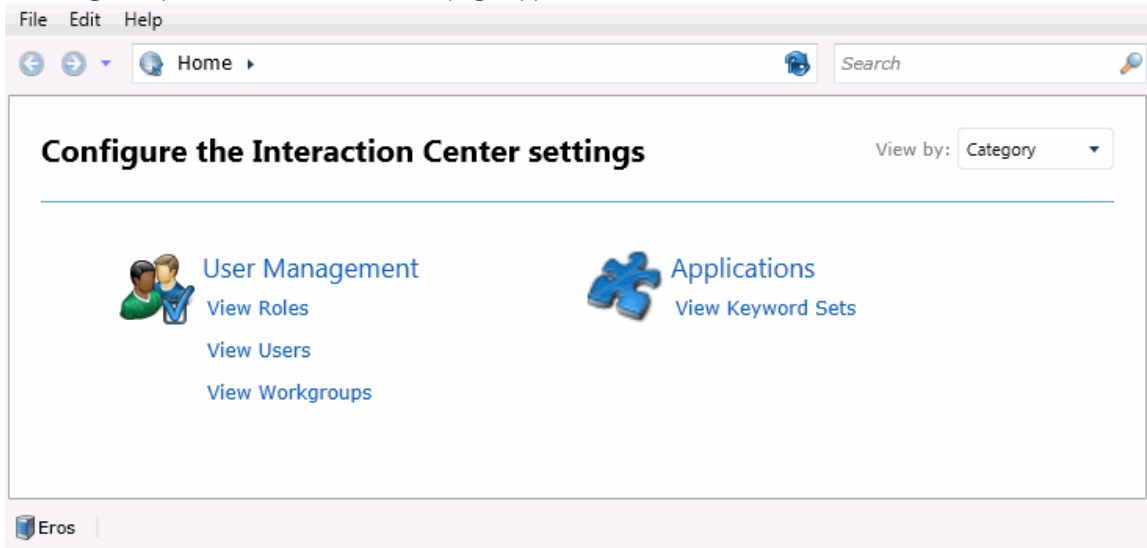 File Edit Help
Home
Search
Configure the Interaction Center settings
View by: Category
User Management
View Roles
View Users
View Workgroups
Applications
View Keyword Sets
Eros